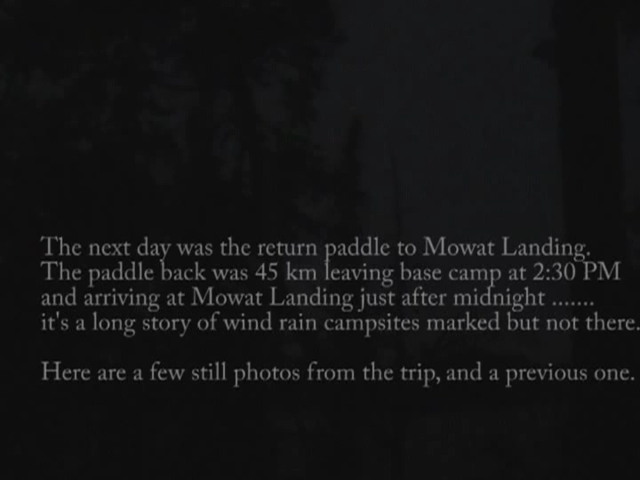 The next day was the return paddle to Mowat Landing.
The paddle back was 45 km leaving base camp at 2:30 PM
and arriving at Mowat Landing just after midnight .......
it's a long story of wind rain campsites marked but not there.
Here are a few still photos from the trip, and a previous one.